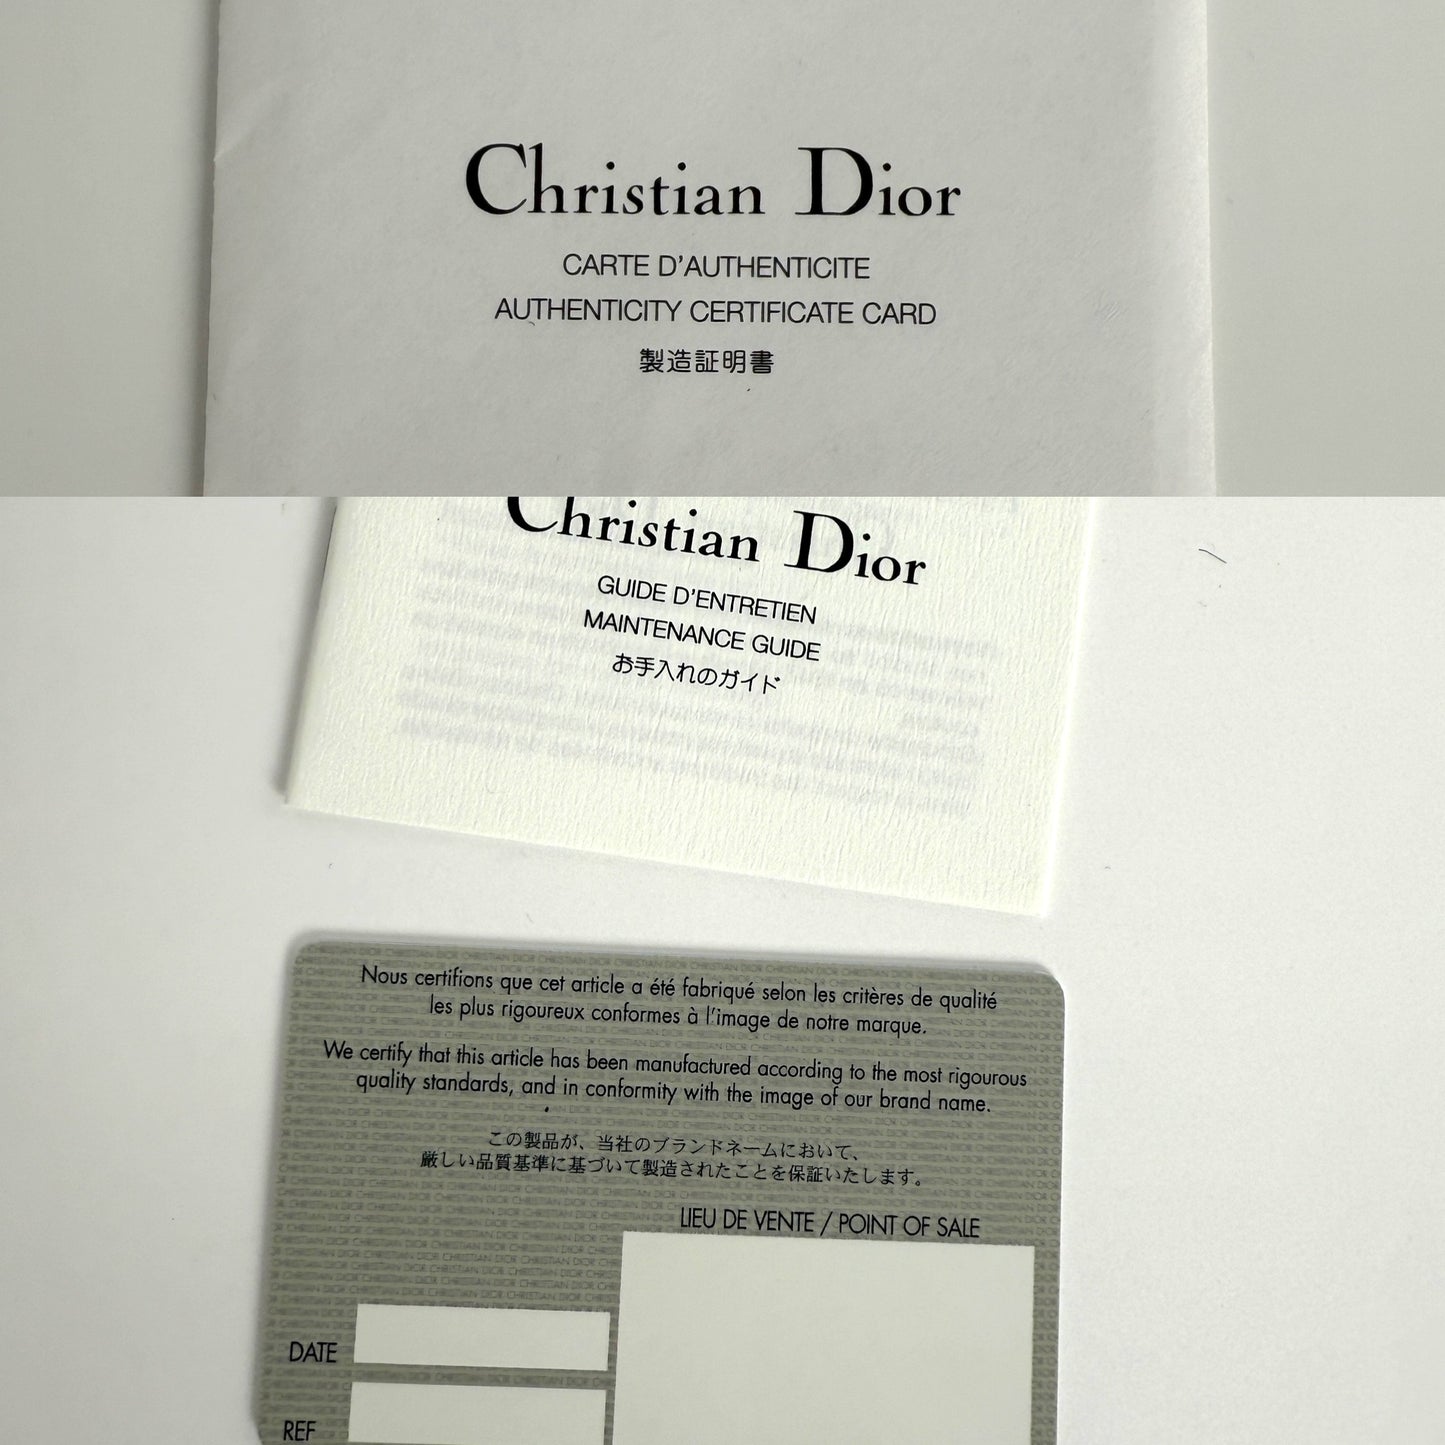 Christian Dior
CARTE D'AUTHENTICITE
AUTHENTICITY CERTIFICATE CARD
製造証明書
Christian Dior
GUIDE D'ENTRETIEN
MAINTENANCE GUIDE
お手入れのガイド
Nous certifions que cet article a été fabriqué selon les critères de qualité
les plus rigoureux conformes à l'image de notre marque.
We certify that this article has been manufactured according to the most rigourous
quality standards, and in conformity with the image of our brand name.
この製品が、当社のブランドネームにおいて、
厳しい品質基準に基づいて製造されたことを保証いたします。
LIEU DE VENTE / POINT OF SALE
DATE
REF